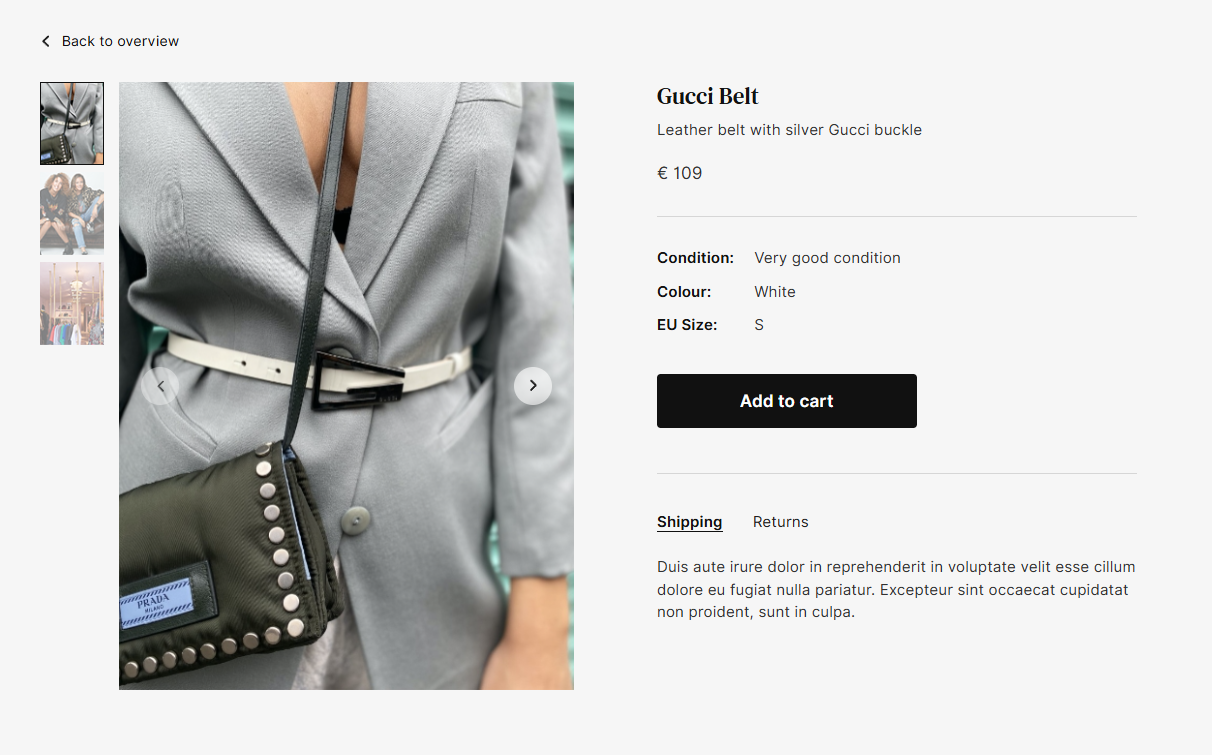 Back to overview
Gucci Belt
Leather belt with silver Gucci buckle
€ 109
Condition: Very good condition
Colour: White
EU Size: S
Add to cart
Shipping Returns
Duis aute irure dolor in reprehenderit in voluptate velit esse cillum
dolore eu fugiat nulla pariatur. Excepteur sint occaecat cupidatat
non proident, sunt in culpa.
PRADA
MILANO